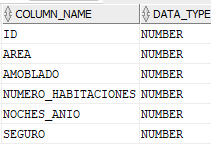 COLUMN_NAME DATA_TYPE
ID NUMBER
AREA NUMBER
AMOBLADO NUMBER
NUMERO_HABITACIONES NUMBER
NOCHES_ANIO NUMBER
SEGURO NUMBER